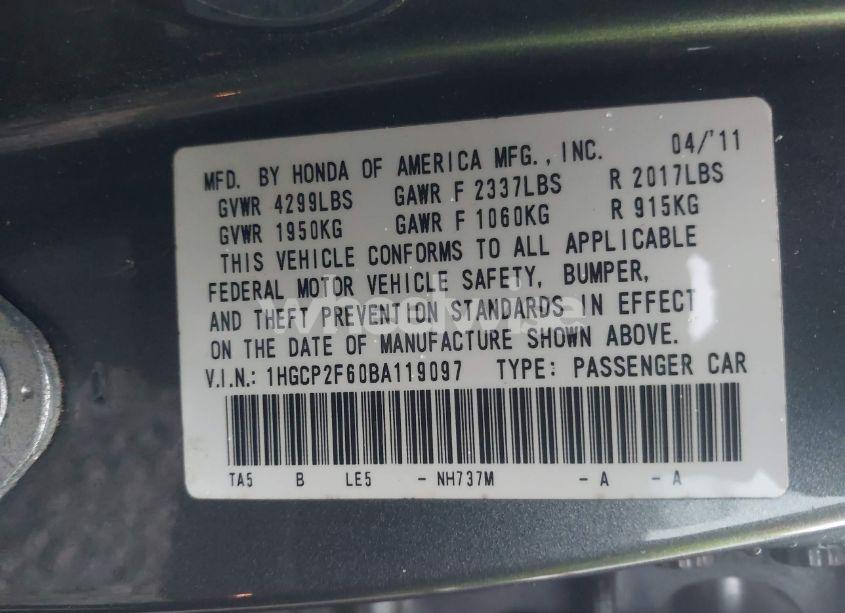 MFD. BY HONDA OF AMERICA MFG., INC. 04/'11
GVWR 4299LBS GAWR F 2337LBS R 2017LBS
GVWR 1950KG GAWR F 1060KG R 915KG
THIS VEHICLE CONFORMS TO ALL APPLICABLE
FEDERAL MOTOR VEHICLE SAFETY, BUMPER,
AND THEFT PREVENTION STANDARDS IN EFFECT
ON THE DATE OF MANUFACTURE SHOWN ABOVE.
V.I.N.: 1HGCP2F60BA119097 TYPE: PASSENGER CAR
TA5 B LE5 - NH737M - A - A
wheelwise